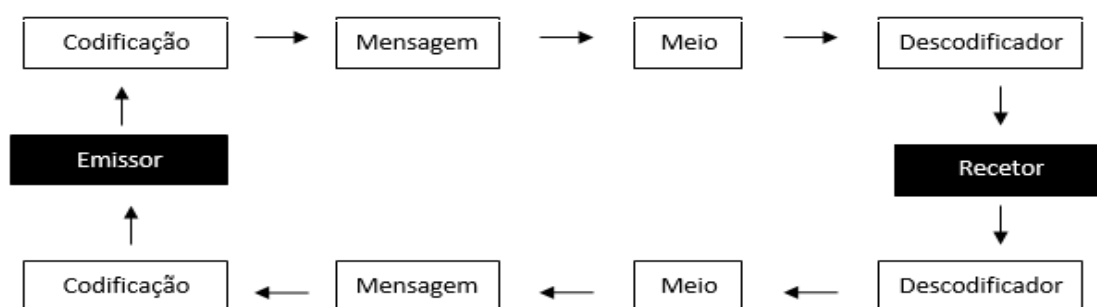 Codificação
Mensagem
Meio
Descodificador
Emissor
Recetor
Codificação
Mensagem
Meio
Descodificador